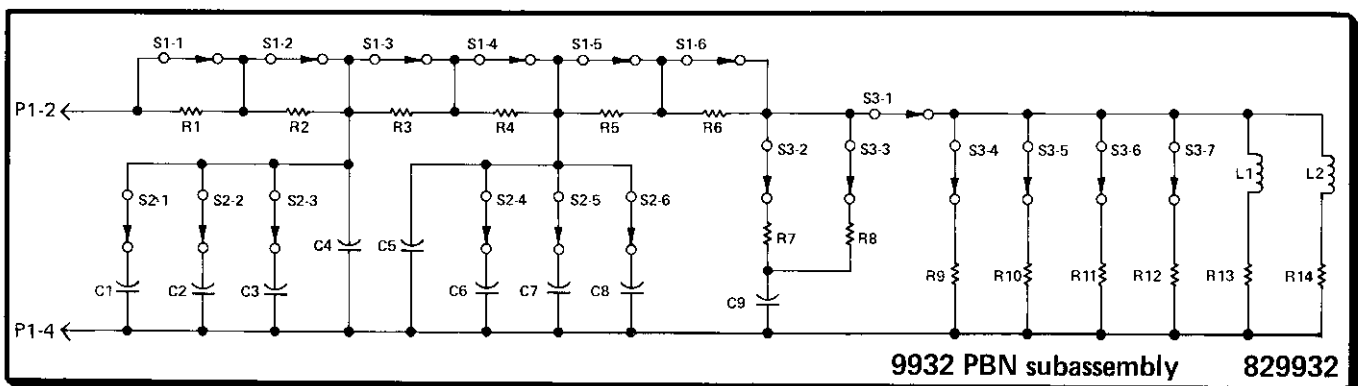 S1-1 S1-2 S1-3 S1-4 S1-5 S1-6
P1-2 R1 R2 R3 R4 R5 R6 S3-1
S3-2 S3-3 S3-4 S3-5 S3-6 S3-7 L1 L2
S2-1 S2-2 S2-3 S2-4 S2-5 S2-6
C4 C5 R7 R8
C1 C2 C3 C6 C7 C8 C9 R9 R10 R11 R12 R13 R14
P1-4
9932 PBN subassembly 829932